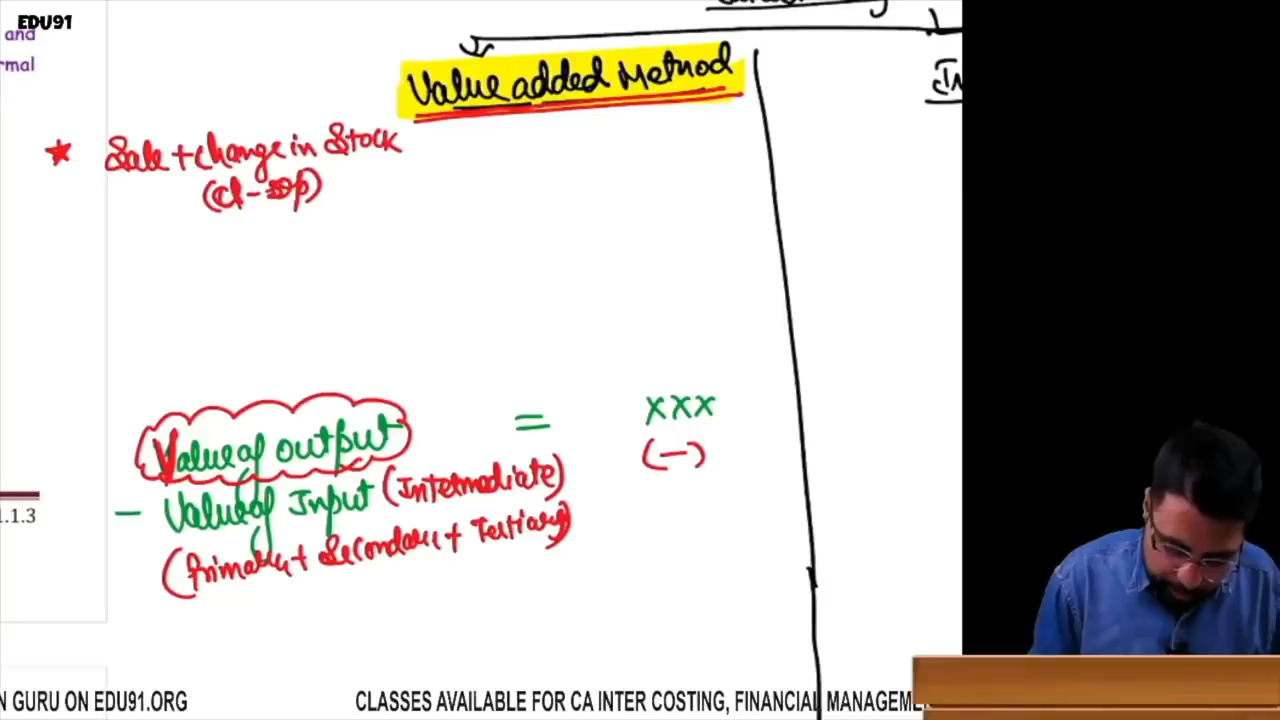 EDU91
and
rmal
Value added Method
★ Sale + change in Stock
(Cl - Op)
Value of output = XXX
- Value of Input (Intermediate) (-)
(Primary + Secondary + Tertiary)
1.1.3
N GURU ON EDU91.ORG
CLASSES AVAILABLE FOR CA INTER COSTING, FINANCIAL MANAGEME